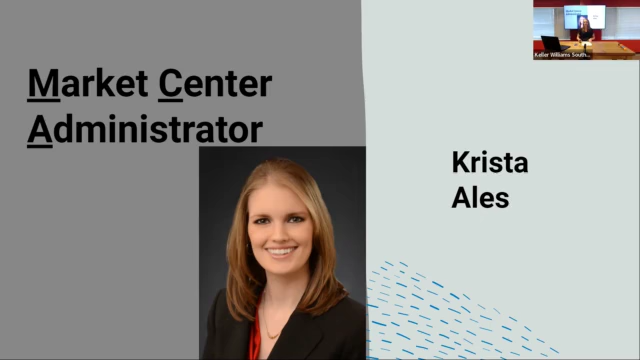 Market Center
Administrator
Krista
Ales
Keller Williams South...